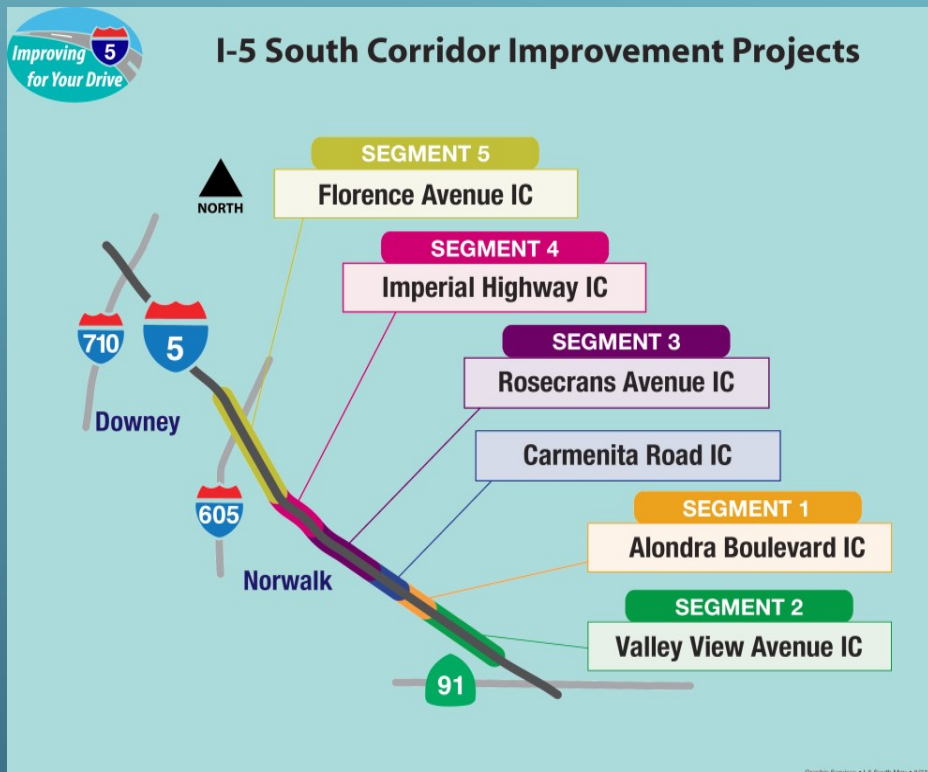 Improving
5
for Your Drive
I-5 South Corridor Improvement Projects
NORTH
SEGMENT 5
Florence Avenue IC
SEGMENT 4
Imperial Highway IC
SEGMENT 3
Rosecrans Avenue IC
Carmenita Road IC
SEGMENT 1
Alondra Boulevard IC
SEGMENT 2
Valley View Avenue IC
710
5
Downey
605
Norwalk
91